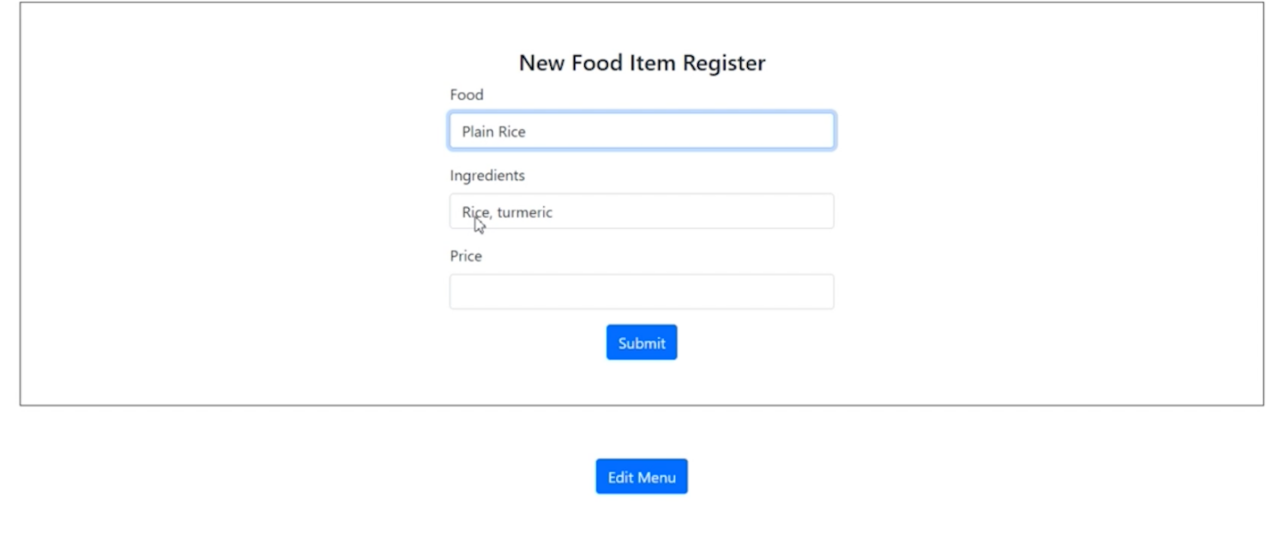 New Food Item Register
Food
Plain Rice
Ingredients
Rice, turmeric
Price
Submit
Edit Menu